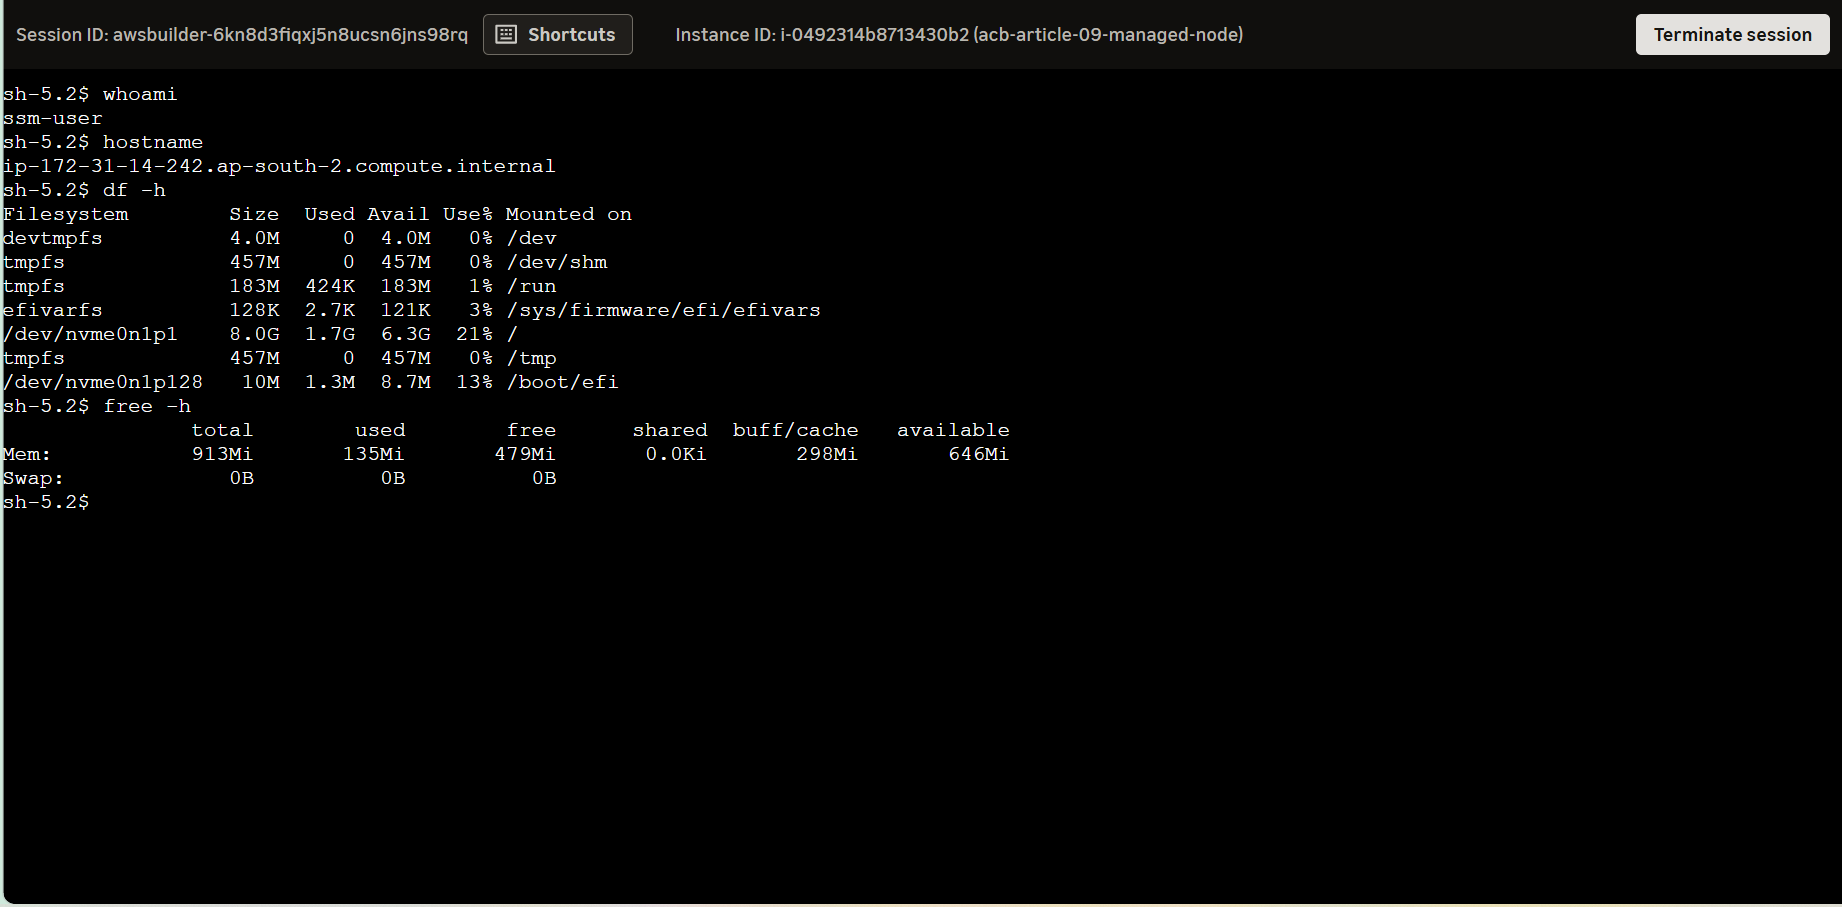 Session ID: awsbuilder-6kn8d3fiqxj5n8ucsn6jns98rq Shortcuts Instance ID: i-0492314b8713430b2 (acb-article-09-managed-node) Terminate session
sh-5.2$ whoami
ssm-user
sh-5.2$ hostname
ip-172-31-14-242.ap-south-2.compute.internal
sh-5.2$ df -h
Filesystem        Size  Used Avail Use% Mounted on
devtmpfs          4.0M     0  4.0M   0% /dev
tmpfs             457M     0  457M   0% /dev/shm
tmpfs             183M  424K  183M   1% /run
efivarfs          128K  2.7K  121K   3% /sys/firmware/efi/efivars
/dev/nvme0n1p1    8.0G  1.7G  6.3G  21% /
tmpfs             457M     0  457M   0% /tmp
/dev/nvme0n1p128   10M  1.3M  8.7M  13% /boot/efi
sh-5.2$ free -h
               total        used        free      shared  buff/cache   available
Mem:           913Mi       135Mi       479Mi       0.0Ki       298Mi       646Mi
Swap:             0B          0B          0B
sh-5.2$